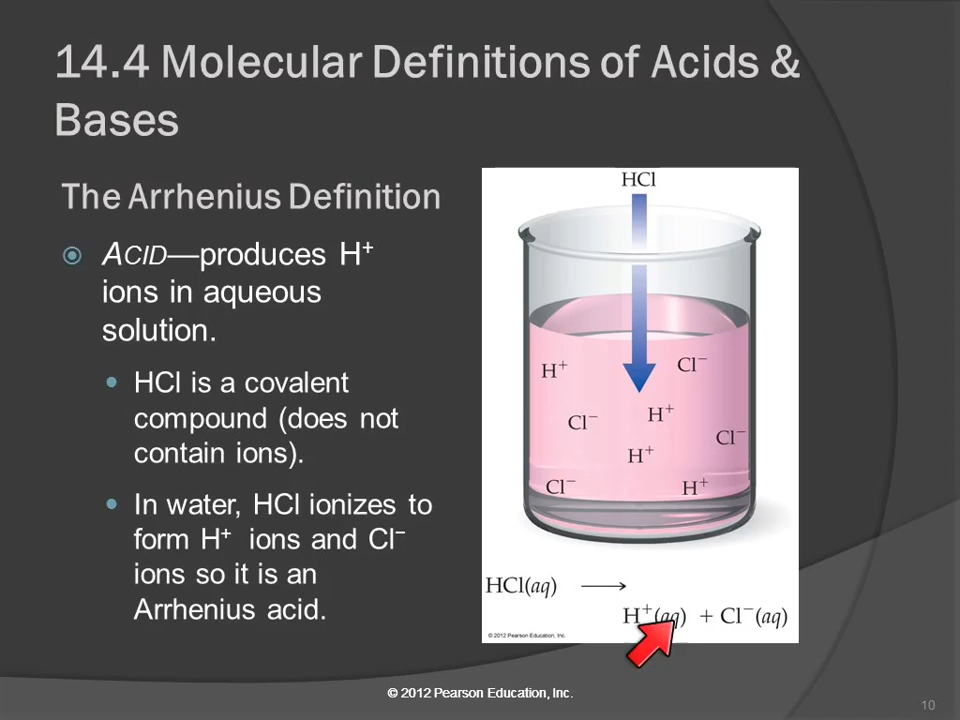 14.4 Molecular Definitions of Acids &
Bases
The Arrhenius Definition
ACID—produces H⁺
ions in aqueous
solution.
HCl is a covalent
compound (does not
contain ions).
In water, HCl ionizes to
form H⁺ ions and Cl⁻
ions so it is an
Arrhenius acid.
HCl
H⁺ Cl⁻
Cl⁻ H⁺
H⁺ Cl⁻
Cl⁻ H⁺
HCl(aq) ⟶
H⁺(aq) + Cl⁻(aq)
© 2012 Pearson Education, Inc.
© 2012 Pearson Education, Inc.
10